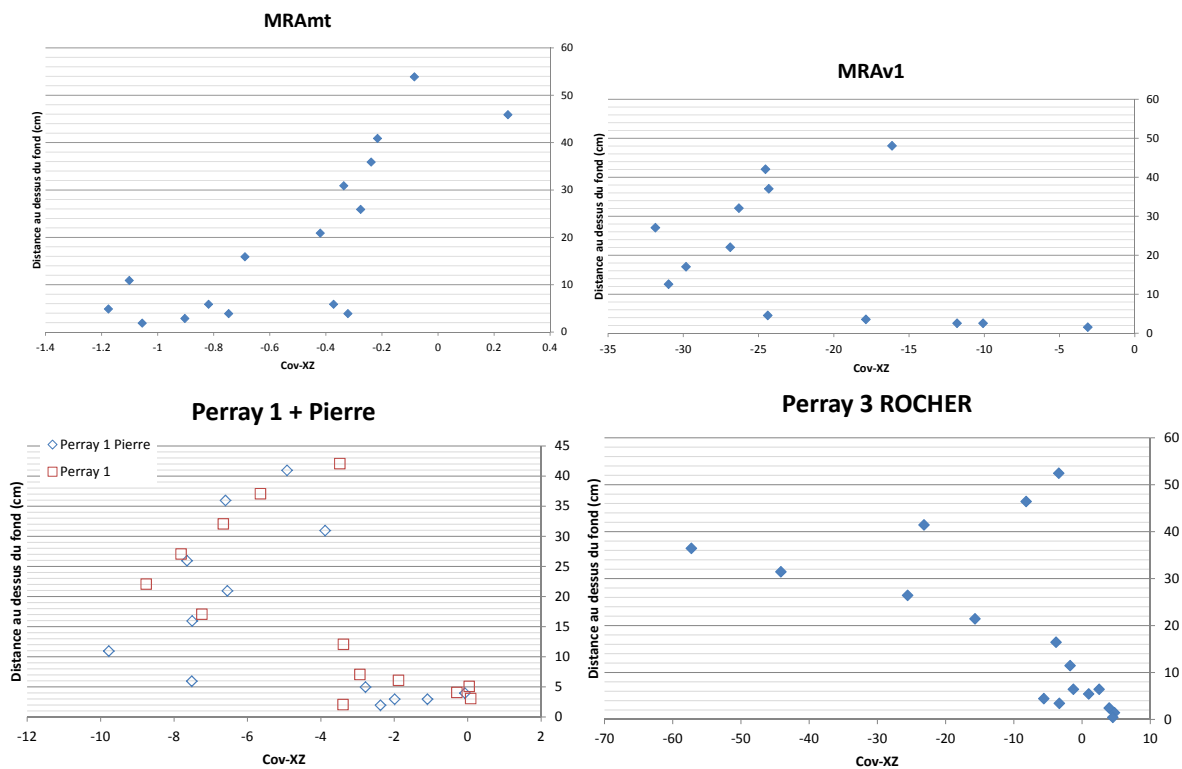 MRAmt
Distance au dessus du fond (cm)
60
50
40
30
20
10
0
-1.4 -1.2 -1 -0.8 -0.6 -0.4 -0.2 0 0.2 0.4
Cov-XZ
MRAv1
Distance au dessus du fond (cm)
60
50
40
30
20
10
0
-35 -30 -25 -20 -15 -10 -5 0
Cov-XZ
Perray 1 + Pierre
Perray 1 Pierre
Perray 1
Distance au dessus du fond (cm)
45
40
35
30
25
20
15
10
5
0
-12 -10 -8 -6 -4 -2 0 2
Cov-XZ
Perray 3 ROCHER
Distance au dessus du fond (cm)
60
50
40
30
20
10
0
-70 -60 -50 -40 -30 -20 -10 0 10
Cov-XZ